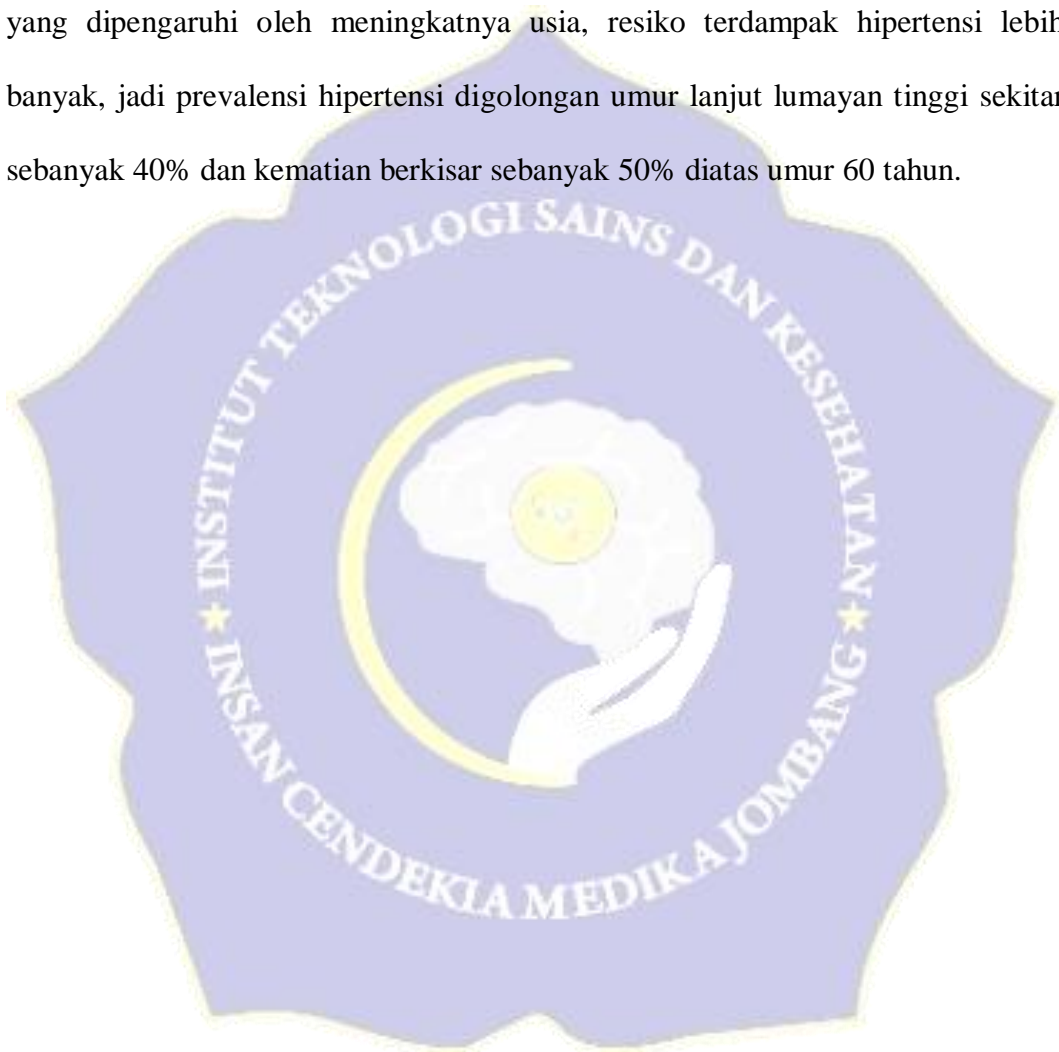 yang dipengaruhi oleh meningkatnya usia, resiko terdampak hipertensi lebih
banyak, jadi prevalensi hipertensi digolongan umur lanjut lumayan tinggi sekitar
sebanyak 40% dan kematian berkisar sebanyak 50% diatas umur 60 tahun.
INSTITUT TEKNOLOGI SAINS DAN KESEHATAN
INSAN CENDEKIA MEDIKA JOMBANG